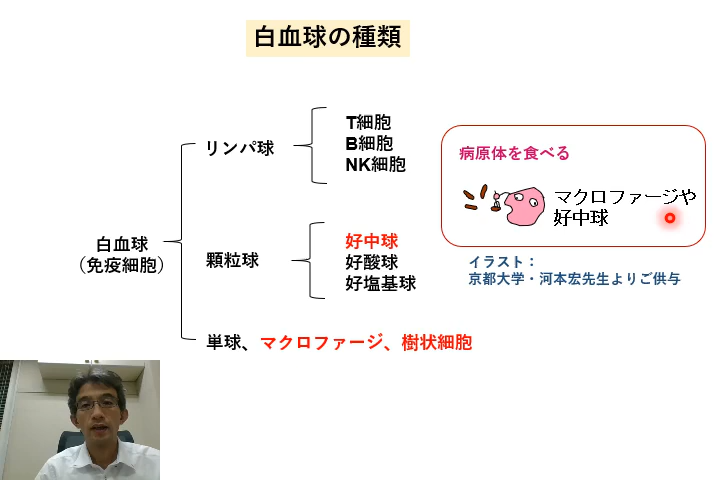 白血球の種類
白血球
（免疫細胞）
リンパ球
T細胞
B細胞
NK細胞
顆粒球
好中球
好酸球
好塩基球
単球、マクロファージ、樹状細胞
病原体を食べる
マクロファージや
好中球
イラスト：
京都大学・河本宏先生よりご供与